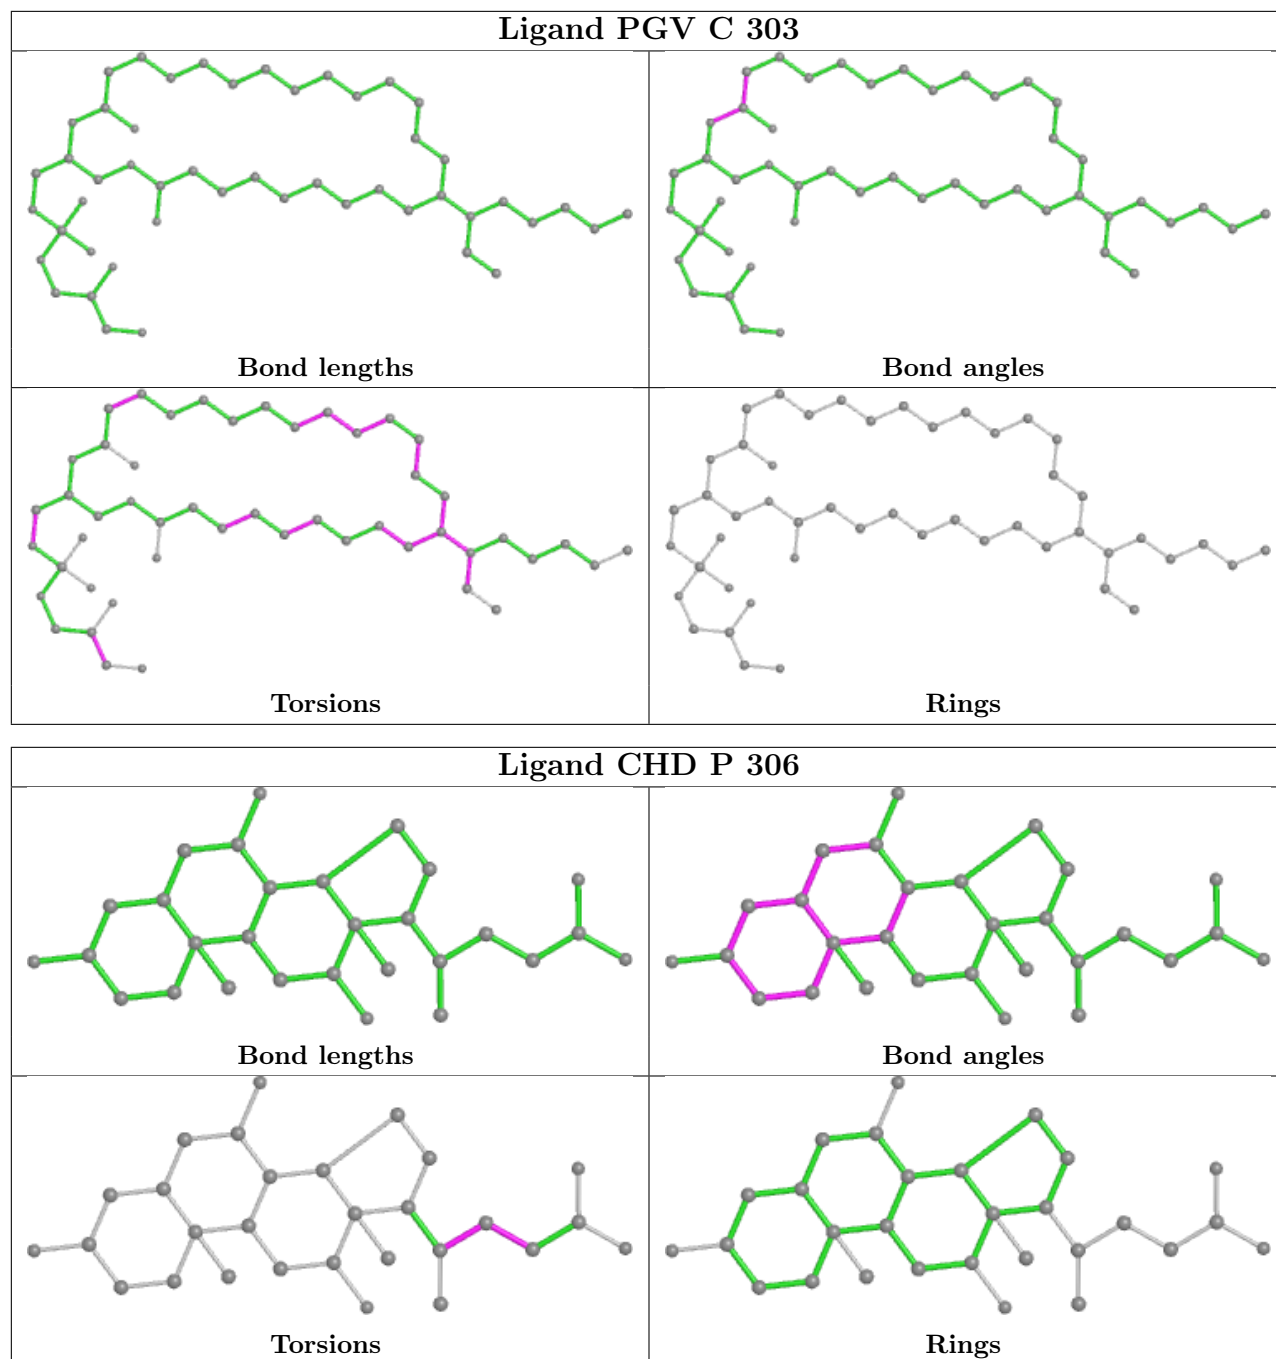 Ligand PGV C 303
Bond lengths
Bond angles
Torsions
Rings
Ligand CHD P 306
Bond lengths
Bond angles
Torsions
Rings